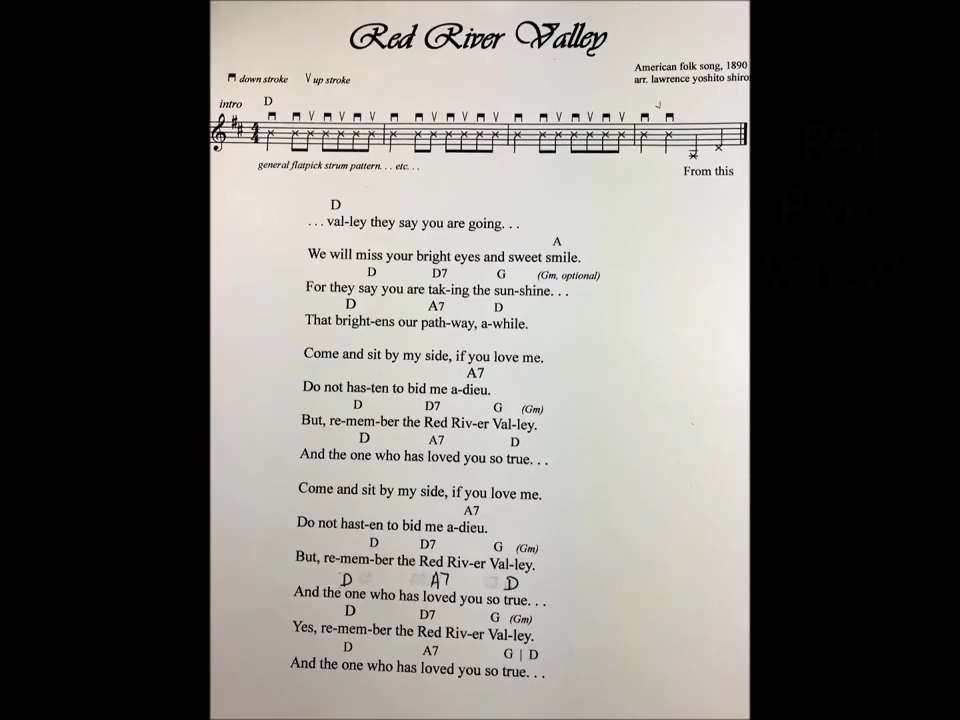 Red River Valley
American folk song, 1890
down stroke V up stroke
arr. lawrence yoshito shiro
intro D
general flatpick strum pattern. . . etc. . .
From this
D
. . . val-ley they say you are going. . .
A
We will miss your bright eyes and sweet smile.
D D7 G (Gm, optional)
For they say you are tak-ing the sun-shine. . .
D A7 D
That bright-ens our path-way, a-while.
Come and sit by my side, if you love me.
A7
Do not has-ten to bid me a-dieu.
D D7 G (Gm)
But, re-mem-ber the Red Riv-er Val-ley.
D A7 D
And the one who has loved you so true. . .
Come and sit by my side, if you love me.
A7
Do not hast-en to bid me a-dieu.
D D7 G (Gm)
But, re-mem-ber the Red Riv-er Val-ley.
D A7 D
And the one who has loved you so true. . .
D D7 G (Gm)
Yes, re-mem-ber the Red Riv-er Val-ley.
D A7 G | D
And the one who has loved you so true. . .
Red
River
Valley"